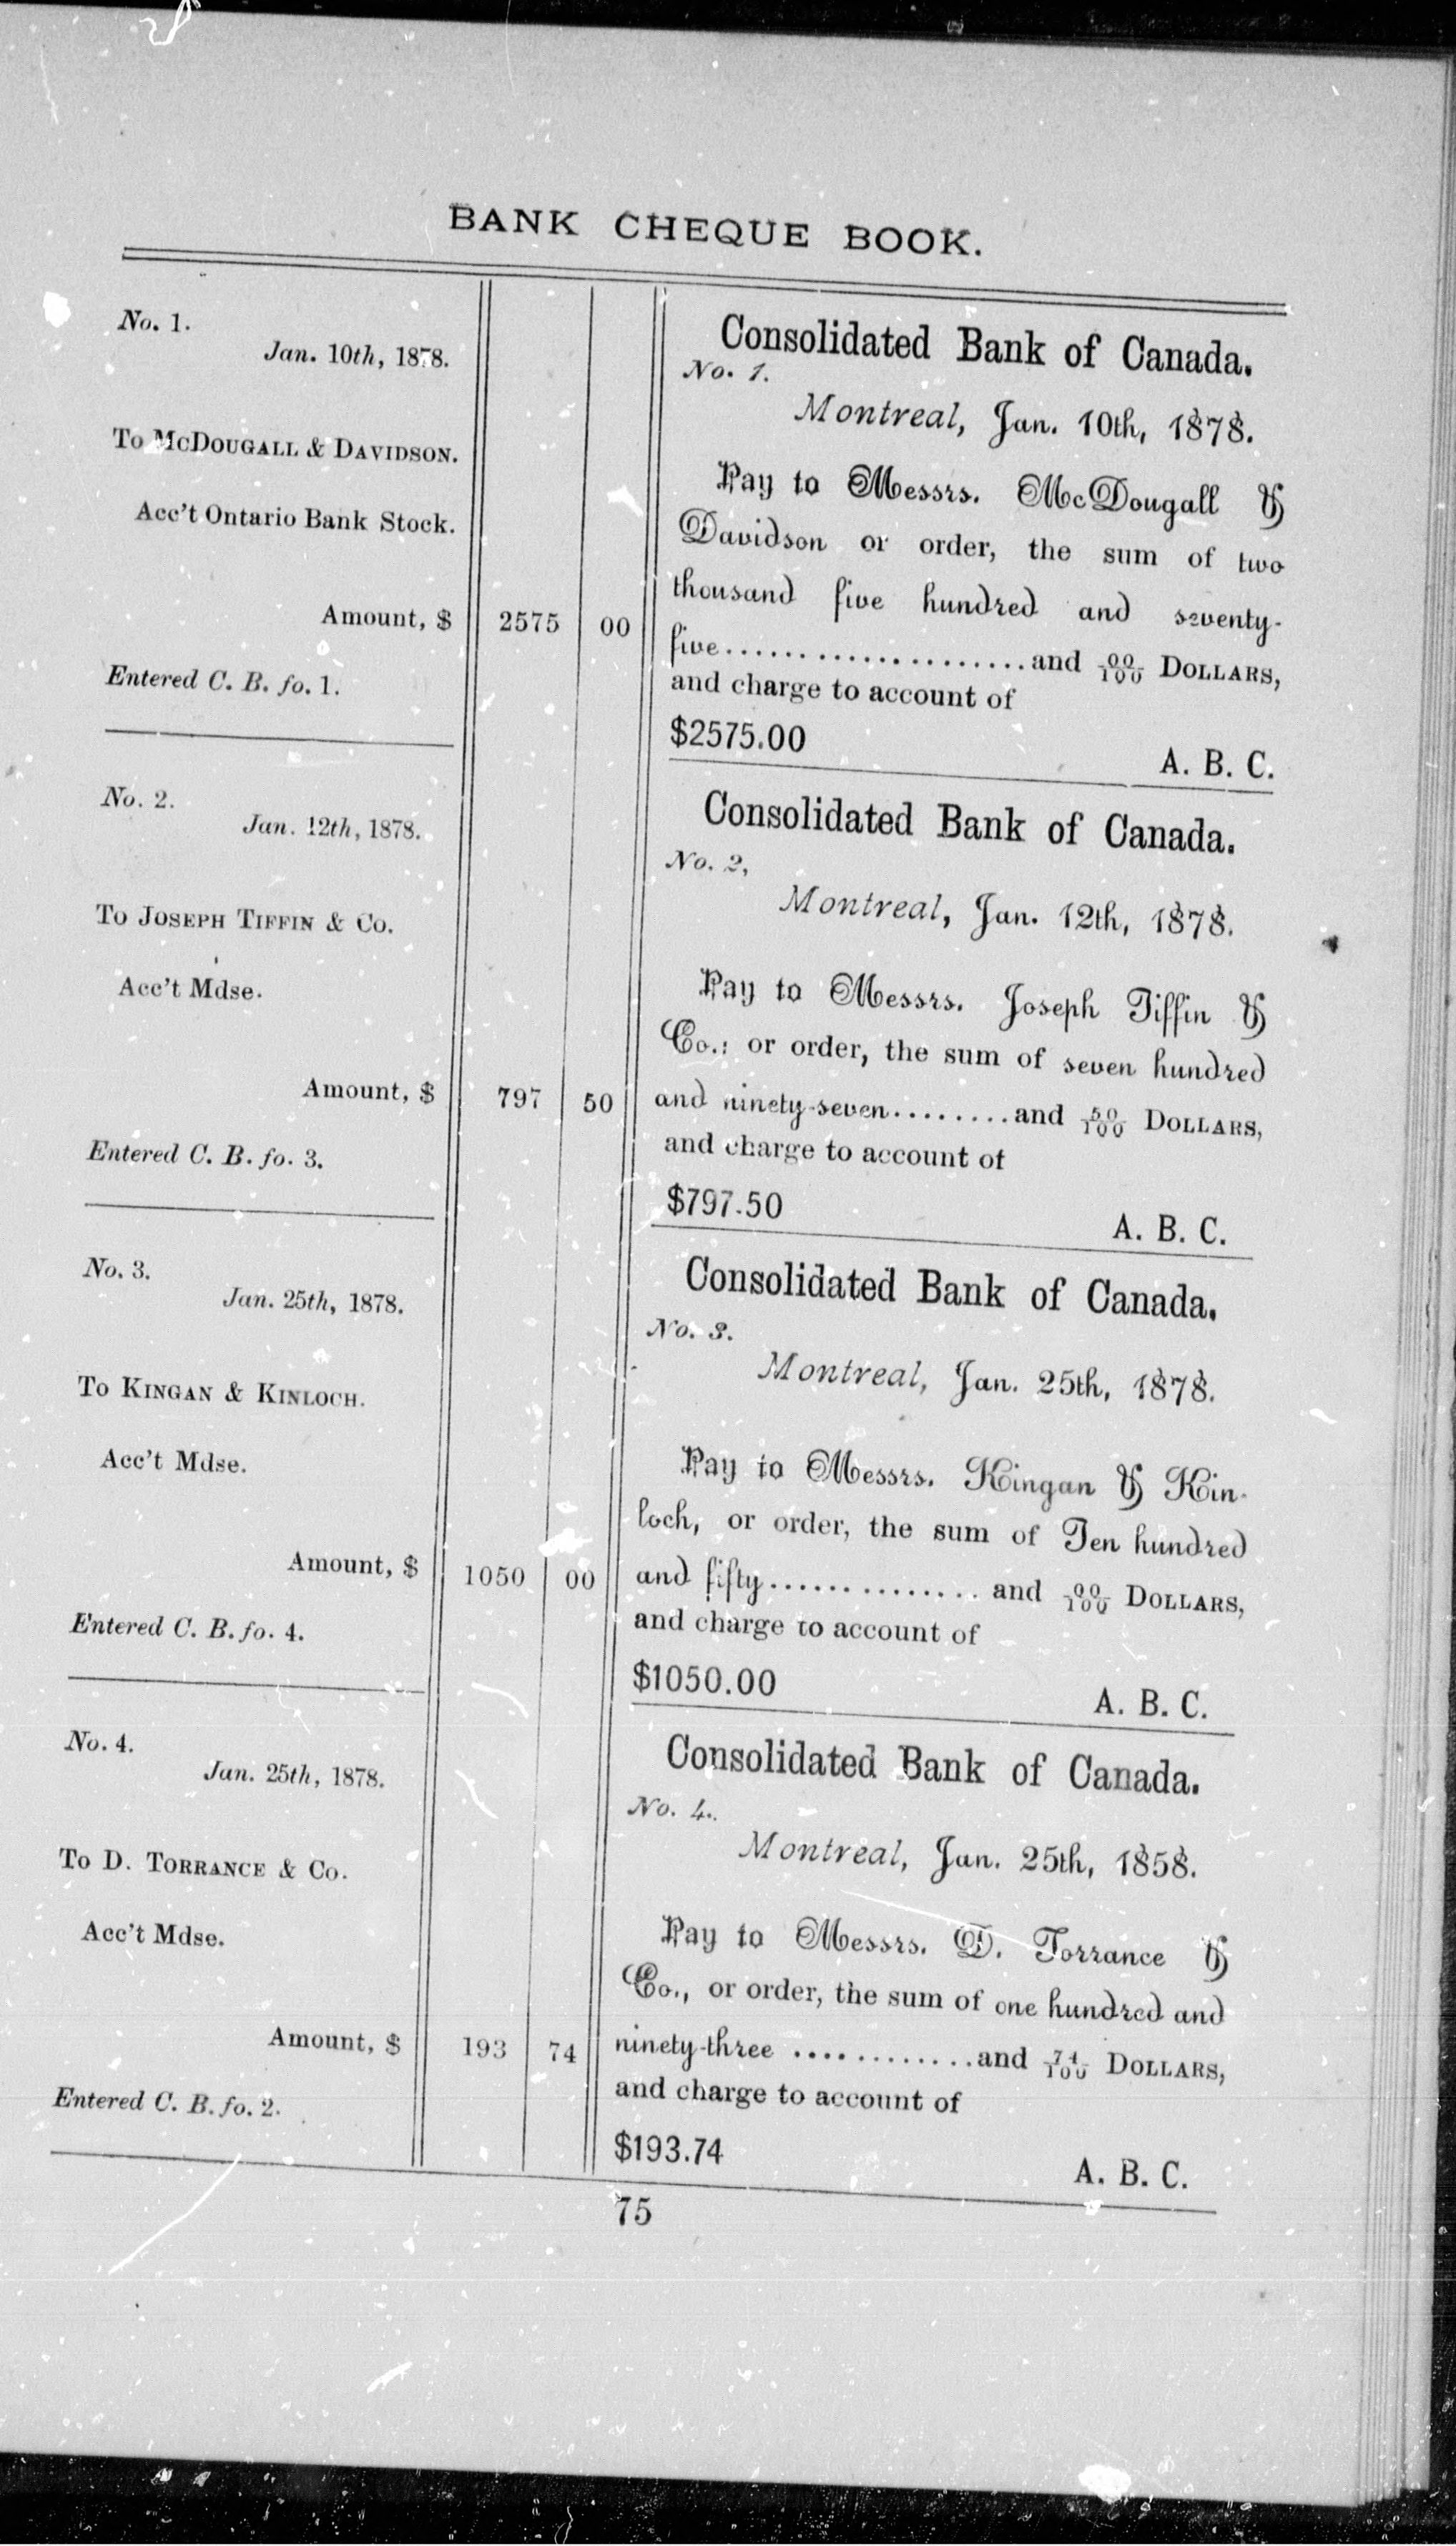 BANK CHEQUE BOOK.
No. 1.
Jan. 10th, 1878.
To McDougall & Davidson.
Acc't Ontario Bank Stock.
Amount, $ 2575 00
Entered C. B. fo. 1.
Consolidated Bank of Canada.
No. 1.
Montreal, Jan. 10th, 1878.
Pay to Messrs. McDougall &
Davidson or order, the sum of two
thousand five hundred and seventy-
five.....................and 00/100 Dollars,
and charge to account of
$2575.00
A. B. C.
No. 2.
Jan. 12th, 1878.
To Joseph Tiffin & Co.
Acc't Mdse.
Amount, $ 797 50
Entered C. B. fo. 3.
Consolidated Bank of Canada.
No. 2,
Montreal, Jan. 12th, 1878.
Pay to Messrs. Joseph Tiffin &
Co.: or order, the sum of seven hundred
and ninety-seven.........and 50/100 Dollars,
and charge to account of
$797.50
A. B. C.
No. 3.
Jan. 25th, 1878.
To Kingan & Kinloch.
Acc't Mdse.
Amount, $ 1050 00
Entered C. B. fo. 4.
Consolidated Bank of Canada.
No. 3.
Montreal, Jan. 25th, 1878.
Pay to Messrs. Kingan & Kin-
loch, or order, the sum of Ten hundred
and fifty.............. and 00/100 Dollars,
and charge to account of
$1050.00
A. B. C.
No. 4.
Jan. 25th, 1878.
To D. Torrance & Co.
Acc't Mdse.
Amount, $ 193 74
Entered C. B. fo. 2.
Consolidated Bank of Canada.
No. 4.
Montreal, Jan. 25th, 1858.
Pay to Messrs. D. Torrance &
Co., or order, the sum of one hundred and
ninety-three .............and 74/100 Dollars,
and charge to account of
$193.74
A. B. C.
75